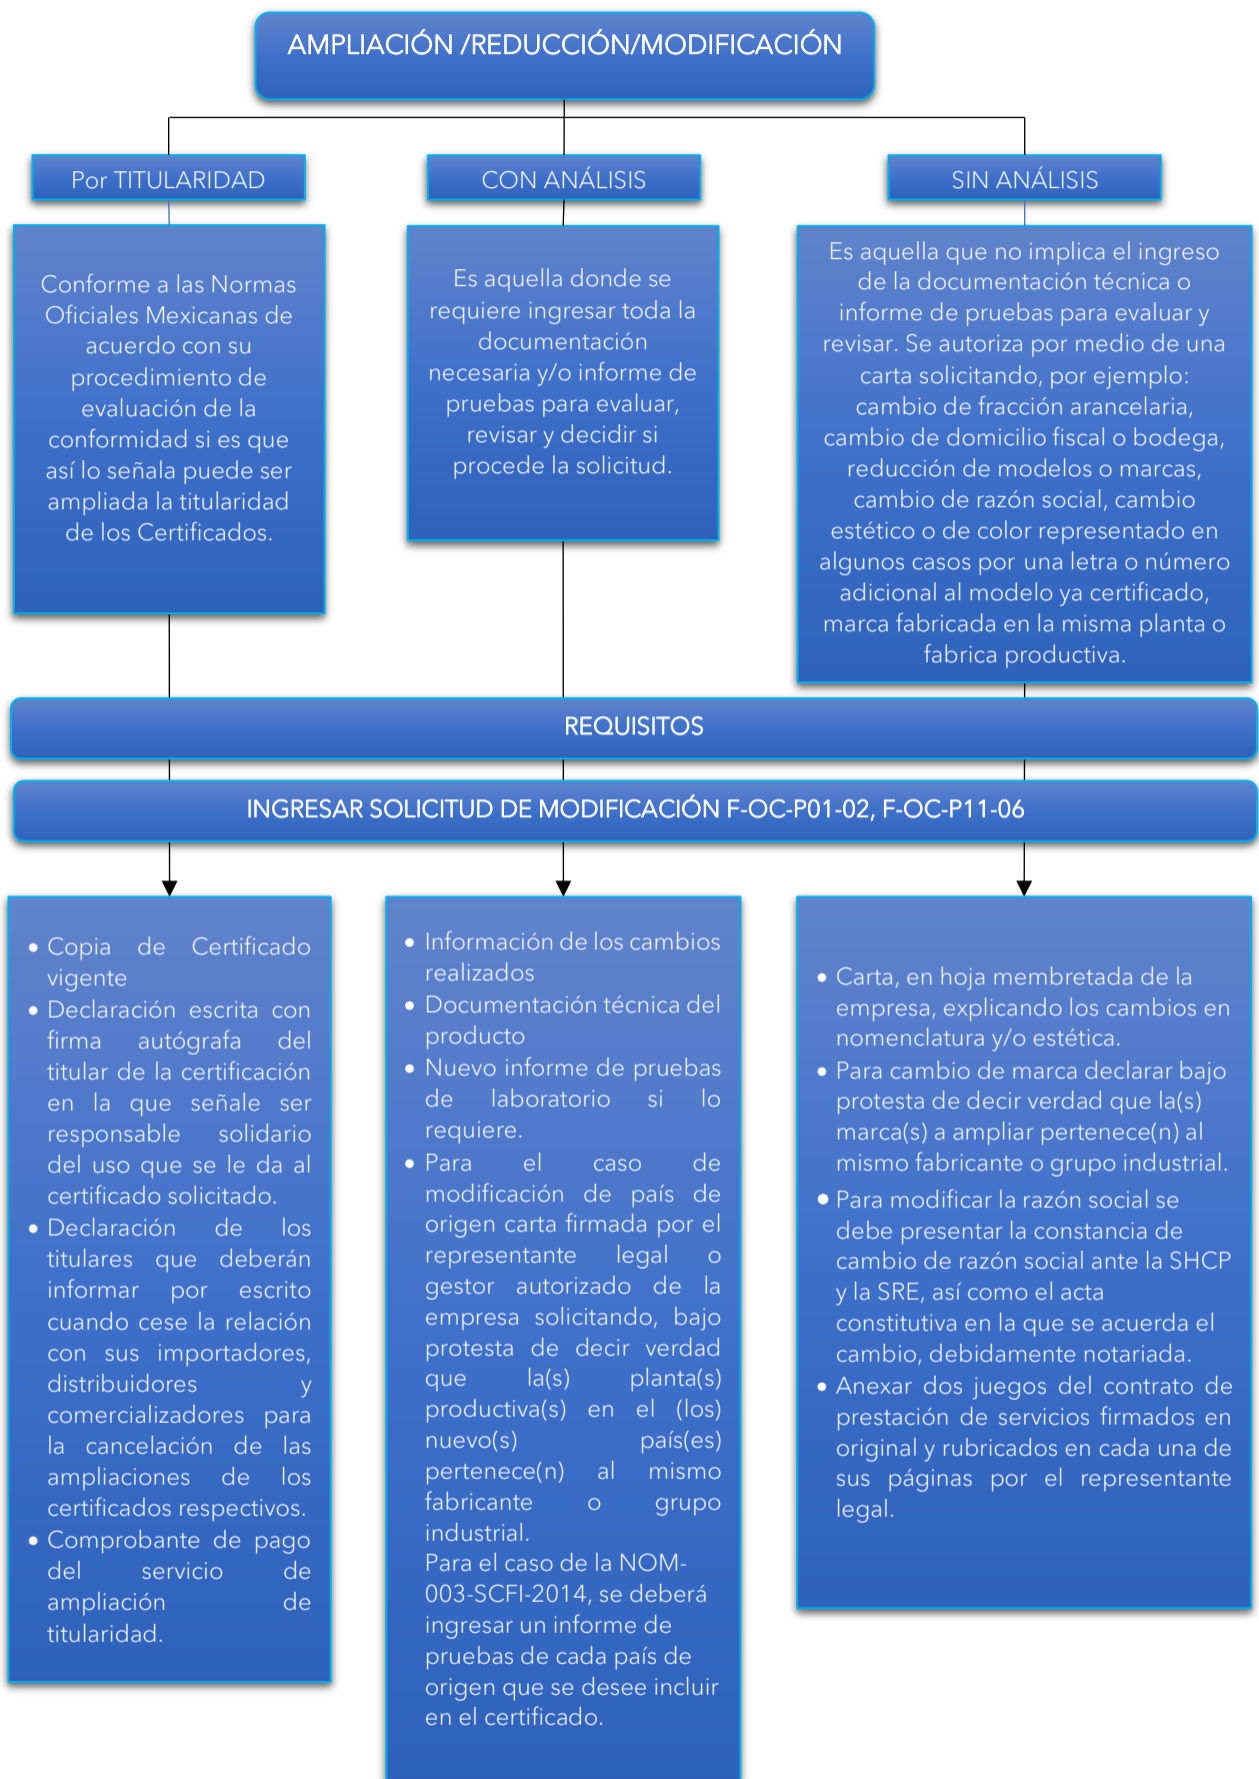 AMPLIACIÓN /REDUCCIÓN/MODIFICACIÓN
Por TITULARIDAD
Conforme a las Normas
Oficiales Mexicanas de
acuerdo con su
procedimiento de
evaluación de la
conformidad si es que
así lo señala puede ser
ampliada la titularidad
de los Certificados.
CON ANÁLISIS
Es aquella donde se
requiere ingresar toda la
documentación
necesaria y/o informe de
pruebas para evaluar,
revisar y decidir si
procede la solicitud.
SIN ANÁLISIS
Es aquella que no implica el ingreso
de la documentación técnica o
informe de pruebas para evaluar y
revisar. Se autoriza por medio de una
carta solicitando, por ejemplo:
cambio de fracción arancelaria,
cambio de domicilio fiscal o bodega,
reducción de modelos o marcas,
cambio de razón social, cambio
estético o de color representado en
algunos casos por una letra o número
adicional al modelo ya certificado,
marca fabricada en la misma planta o
fabrica productiva.
REQUISITOS
INGRESAR SOLICITUD DE MODIFICACIÓN F-OC-P01-02, F-OC-P11-06
• Copia de Certificado
vigente
• Declaración escrita con
firma autógrafa del
titular de la certificación
en la que señale ser
responsable solidario
del uso que se le da al
certificado solicitado.
• Declaración de los
titulares que deberán
informar por escrito
cuando cese la relación
con sus importadores,
distribuidores y
comercializadores para
la cancelación de las
ampliaciones de los
certificados respectivos.
• Comprobante de pago
del servicio de
ampliación de
titularidad.
• Información de los cambios
realizados
• Documentación técnica del
producto
• Nuevo informe de pruebas
de laboratorio si lo
requiere.
• Para el caso de
modificación de país de
origen carta firmada por el
representante legal o
gestor autorizado de la
empresa solicitando, bajo
protesta de decir verdad
que la(s) planta(s)
productiva(s) en el (los)
nuevo(s) país(es)
pertenece(n) al mismo
fabricante o grupo
industrial.
Para el caso de la NOM-
003-SCFI-2014, se deberá
ingresar un informe de
pruebas de cada país de
origen que se desee incluir
en el certificado.
• Carta, en hoja membretada de la
empresa, explicando los cambios en
nomenclatura y/o estética.
• Para cambio de marca declarar bajo
protesta de decir verdad que la(s)
marca(s) a ampliar pertenece(n) al
mismo fabricante o grupo industrial.
• Para modificar la razón social se
debe presentar la constancia de
cambio de razón social ante la SHCP
y la SRE, así como el acta
constitutiva en la que se acuerda el
cambio, debidamente notariada.
• Anexar dos juegos del contrato de
prestación de servicios firmados en
original y rubricados en cada una de
sus páginas por el representante
legal.